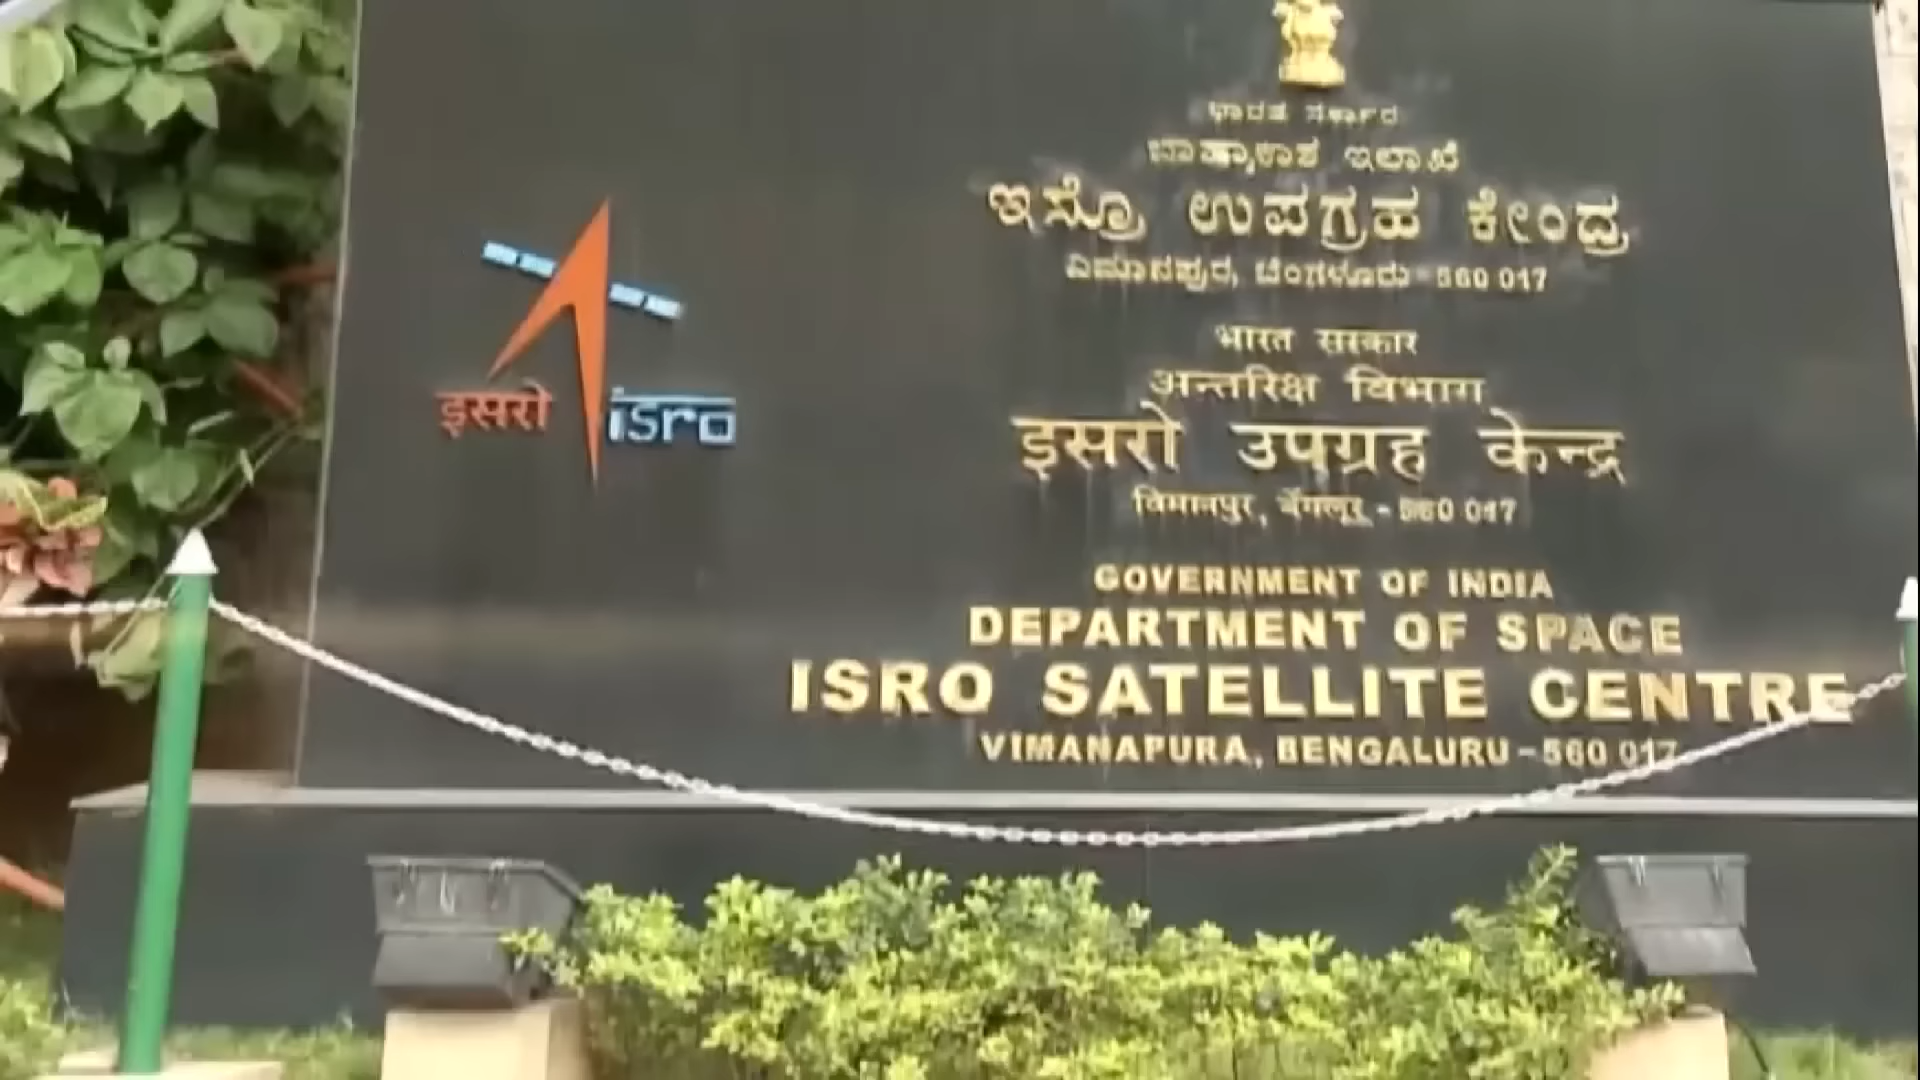 इसरो isro
ಭಾರತ ಸರ್ಕಾರ
ಬಾಹ್ಯಾಕಾಶ ಇಲಾಖೆ
ಇಸ್ರೊ ಉಪಗ್ರಹ ಕೇಂದ್ರ
ವಿಮಾನಪುರ, ಬೆಂಗಳೂರು - 560 017
भारत सरकार
अन्तरिक्ष विभाग
इसरो उपग्रह केन्द्र
विमानपुर, बेंगलूर - 560 017
GOVERNMENT OF INDIA
DEPARTMENT OF SPACE
ISRO SATELLITE CENTRE
VIMANAPURA, BENGALURU - 560 017